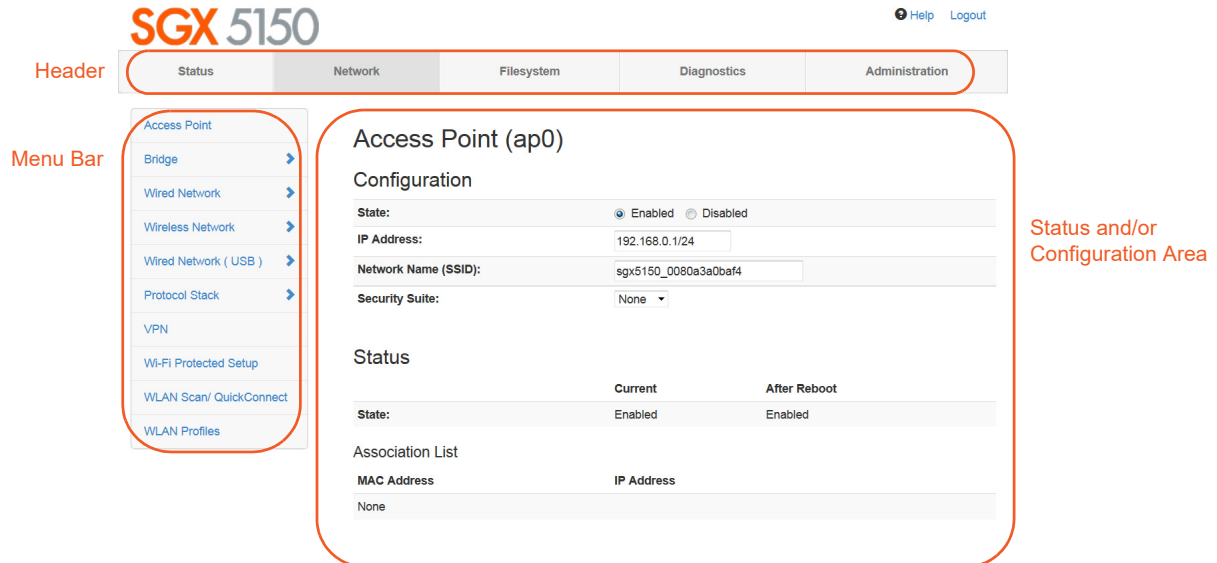 SGX 5150
Help Logout
Header
Status Network Filesystem Diagnostics Administration
Menu Bar
Access Point
Bridge
Wired Network
Wireless Network
Wired Network ( USB )
Protocol Stack
VPN
Wi-Fi Protected Setup
WLAN Scan/ QuickConnect
WLAN Profiles
Access Point (ap0)
Configuration
State: Enabled Disabled
IP Address: 192.168.0.1/24
Network Name (SSID): sgx5150_0080a3a0baf4
Security Suite: None
Status
Current After Reboot
State: Enabled Enabled
Association List
MAC Address IP Address
None
Status and/or
Configuration Area